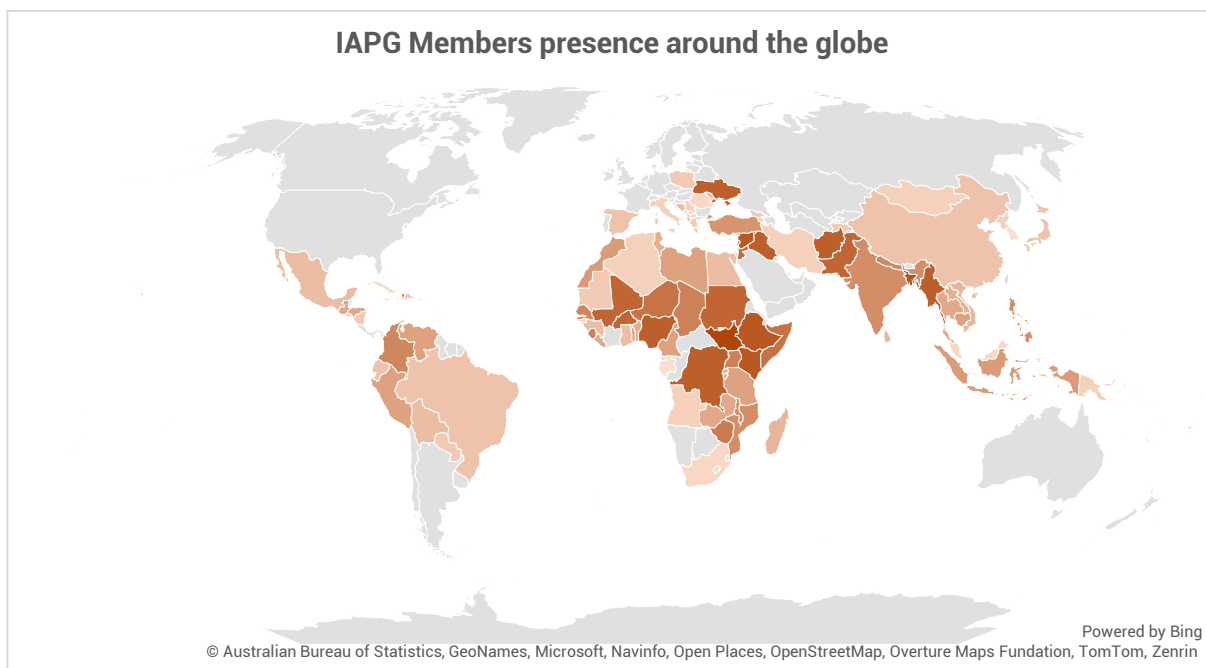 IAPG Members presence around the globe
Powered by Bing
© Australian Bureau of Statistics, GeoNames, Microsoft, Navinfo, Open Places, OpenStreetMap, Overture Maps Fundation, TomTom, Zenrin